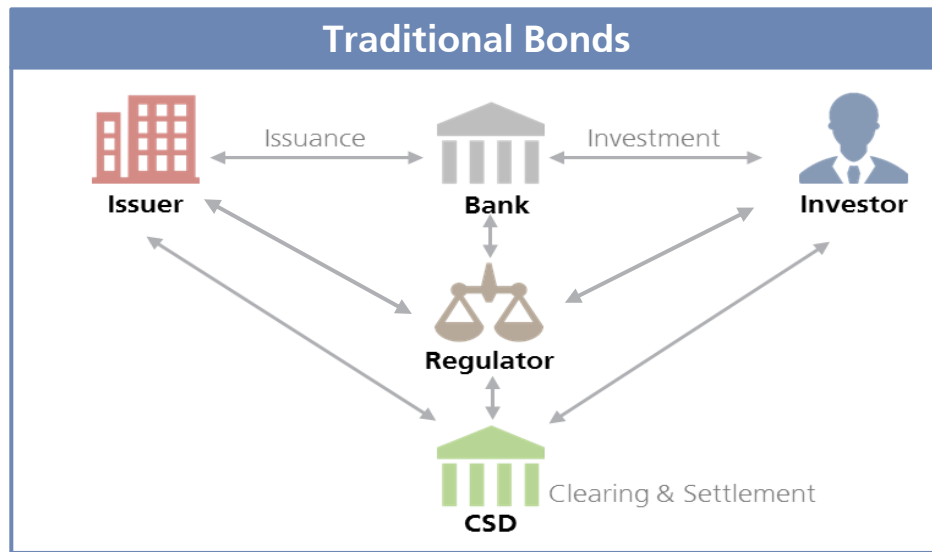 Traditional Bonds
Issuance
Investment
Issuer
Bank
Investor
Regulator
Clearing & Settlement
CSD